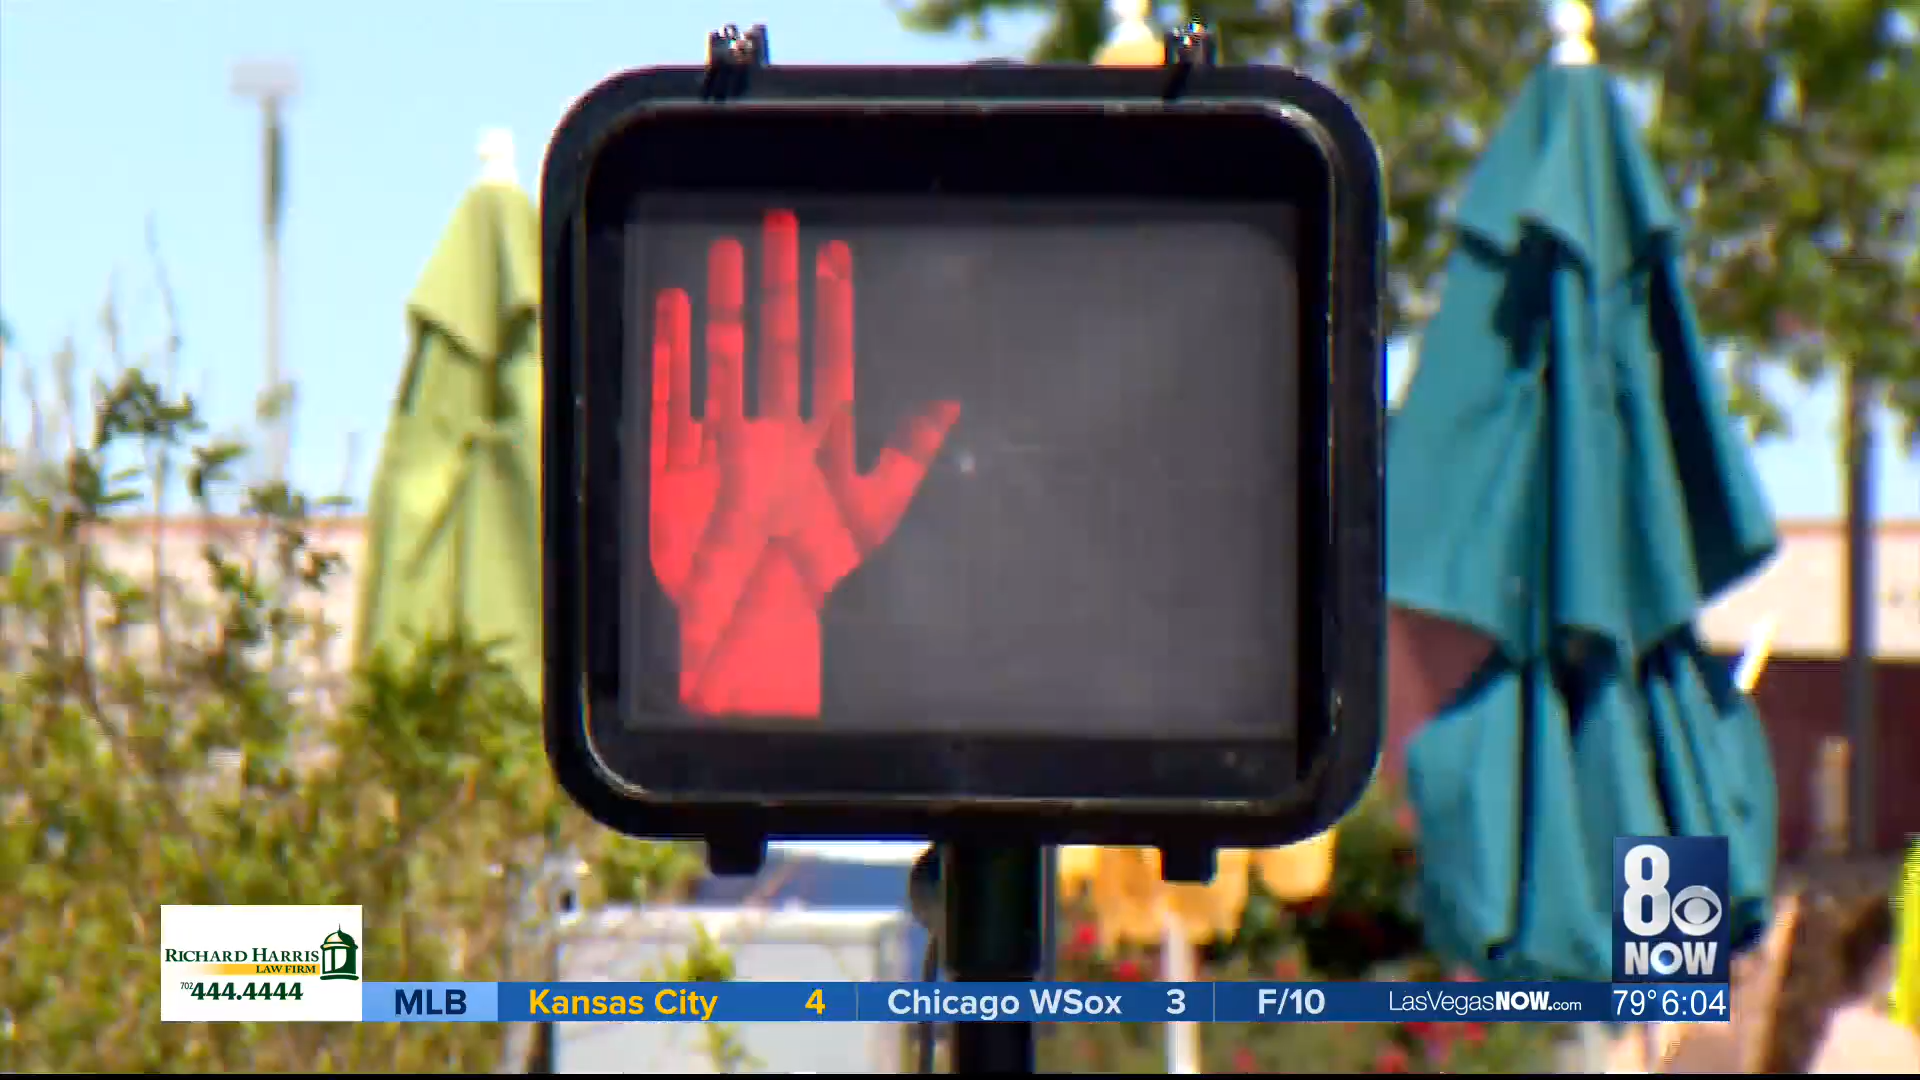 8
NOW
RICHARD HARRIS
LAW FIRM
702 444.4444
MLB Kansas City 4 Chicago WSox 3 F/10 LasVegasNOW.com 79° 6:04